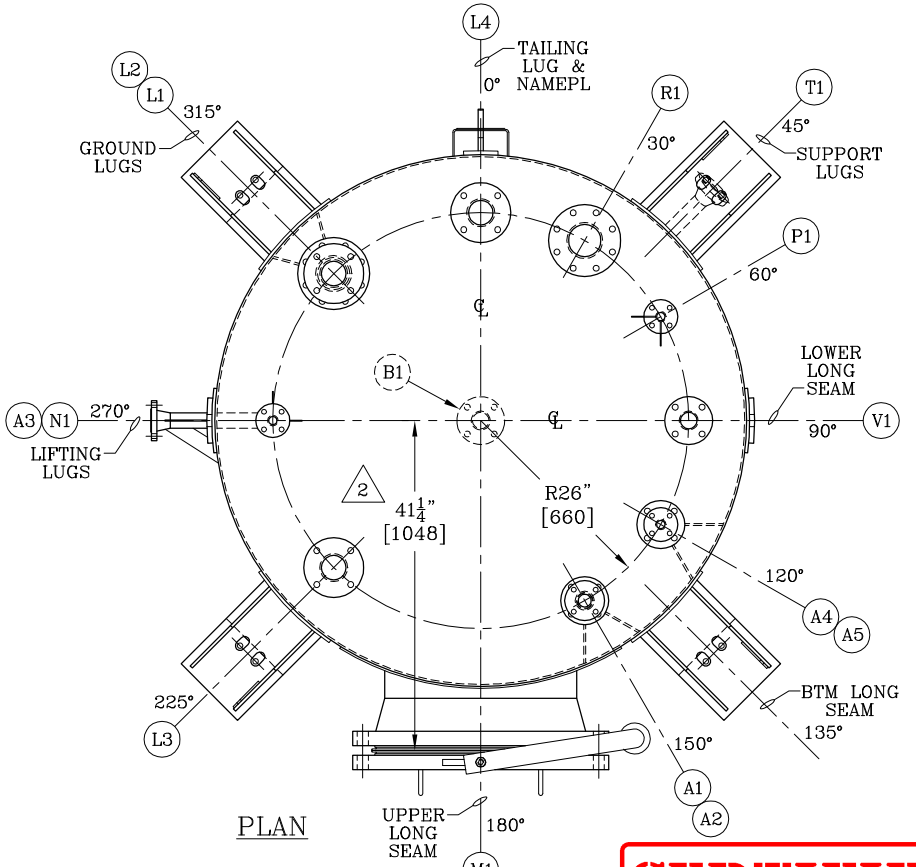 L4
TAILING
LUG &
NAMEPL
0°
L2
L1
315°
GROUND
LUGS
R1
30°
T1
45°
SUPPORT
LUGS
P1
60°
LOWER
LONG
SEAM
V1
90°
B1
A3
N1
270°
LIFTING
LUGS
2
41 1/4"
[1048]
R26"
[660]
120°
A4
A5
BTM LONG
SEAM
135°
225°
L3
150°
A1
A2
UPPER
LONG
SEAM
180°
PLAN